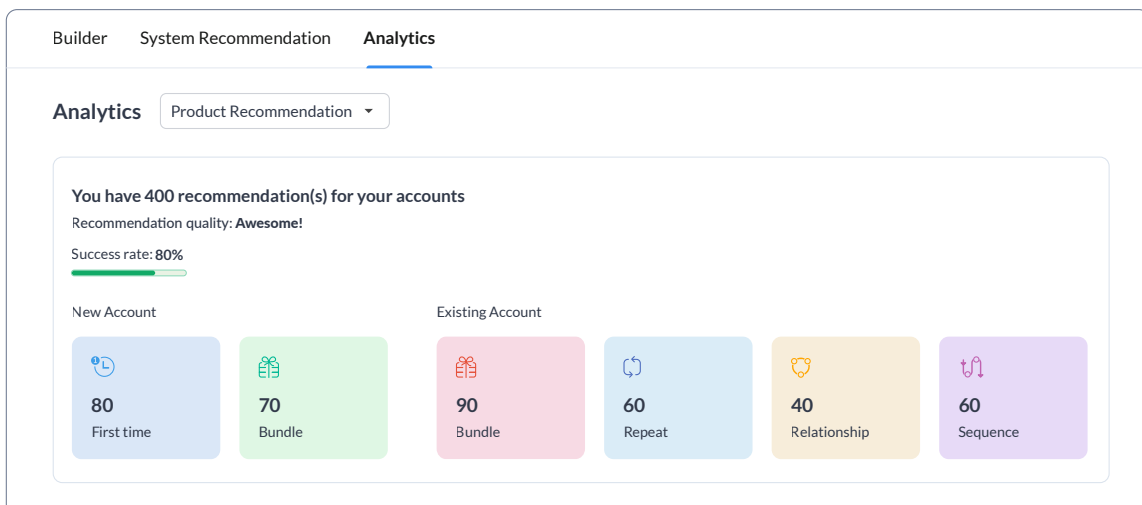 Builder System Recommendation Analytics
Analytics Product Recommendation
You have 400 recommendation(s) for your accounts
Recommendation quality: Awesome!
Success rate: 80%
New Account Existing Account
1
80 70 90 60 40 60
First time Bundle Bundle Repeat Relationship Sequence